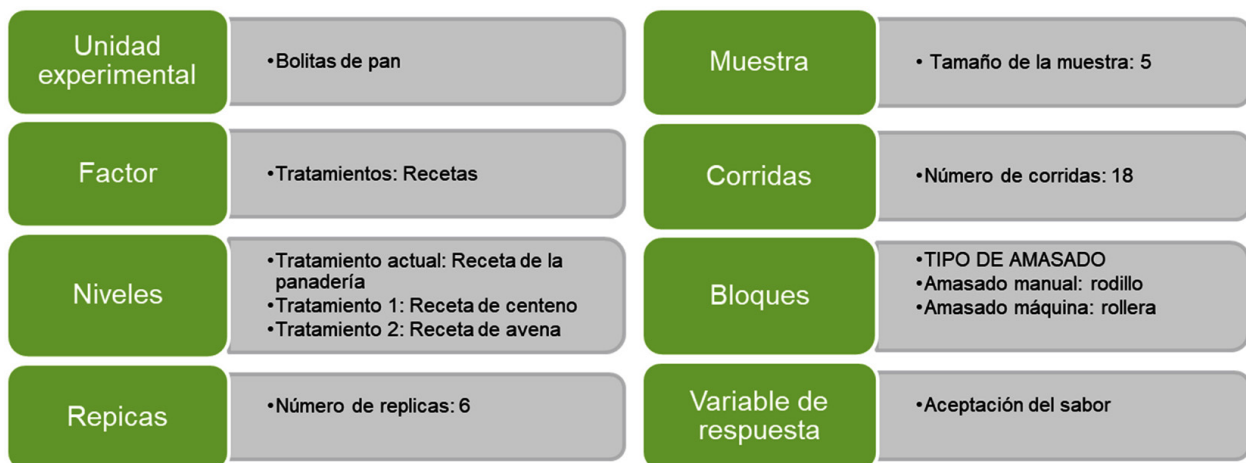 Unidad
experimental
•Bolitas de pan
Factor
•Tratamientos: Recetas
Niveles
•Tratamiento actual: Receta de la
panadería
•Tratamiento 1: Receta de centeno
•Tratamiento 2: Receta de avena
Repicas
•Número de replicas: 6
Muestra
• Tamaño de la muestra: 5
Corridas
•Número de corridas: 18
Bloques
•TIPO DE AMASADO
•Amasado manual: rodillo
•Amasado máquina: rollera
Variable de
respuesta
•Aceptación del sabor